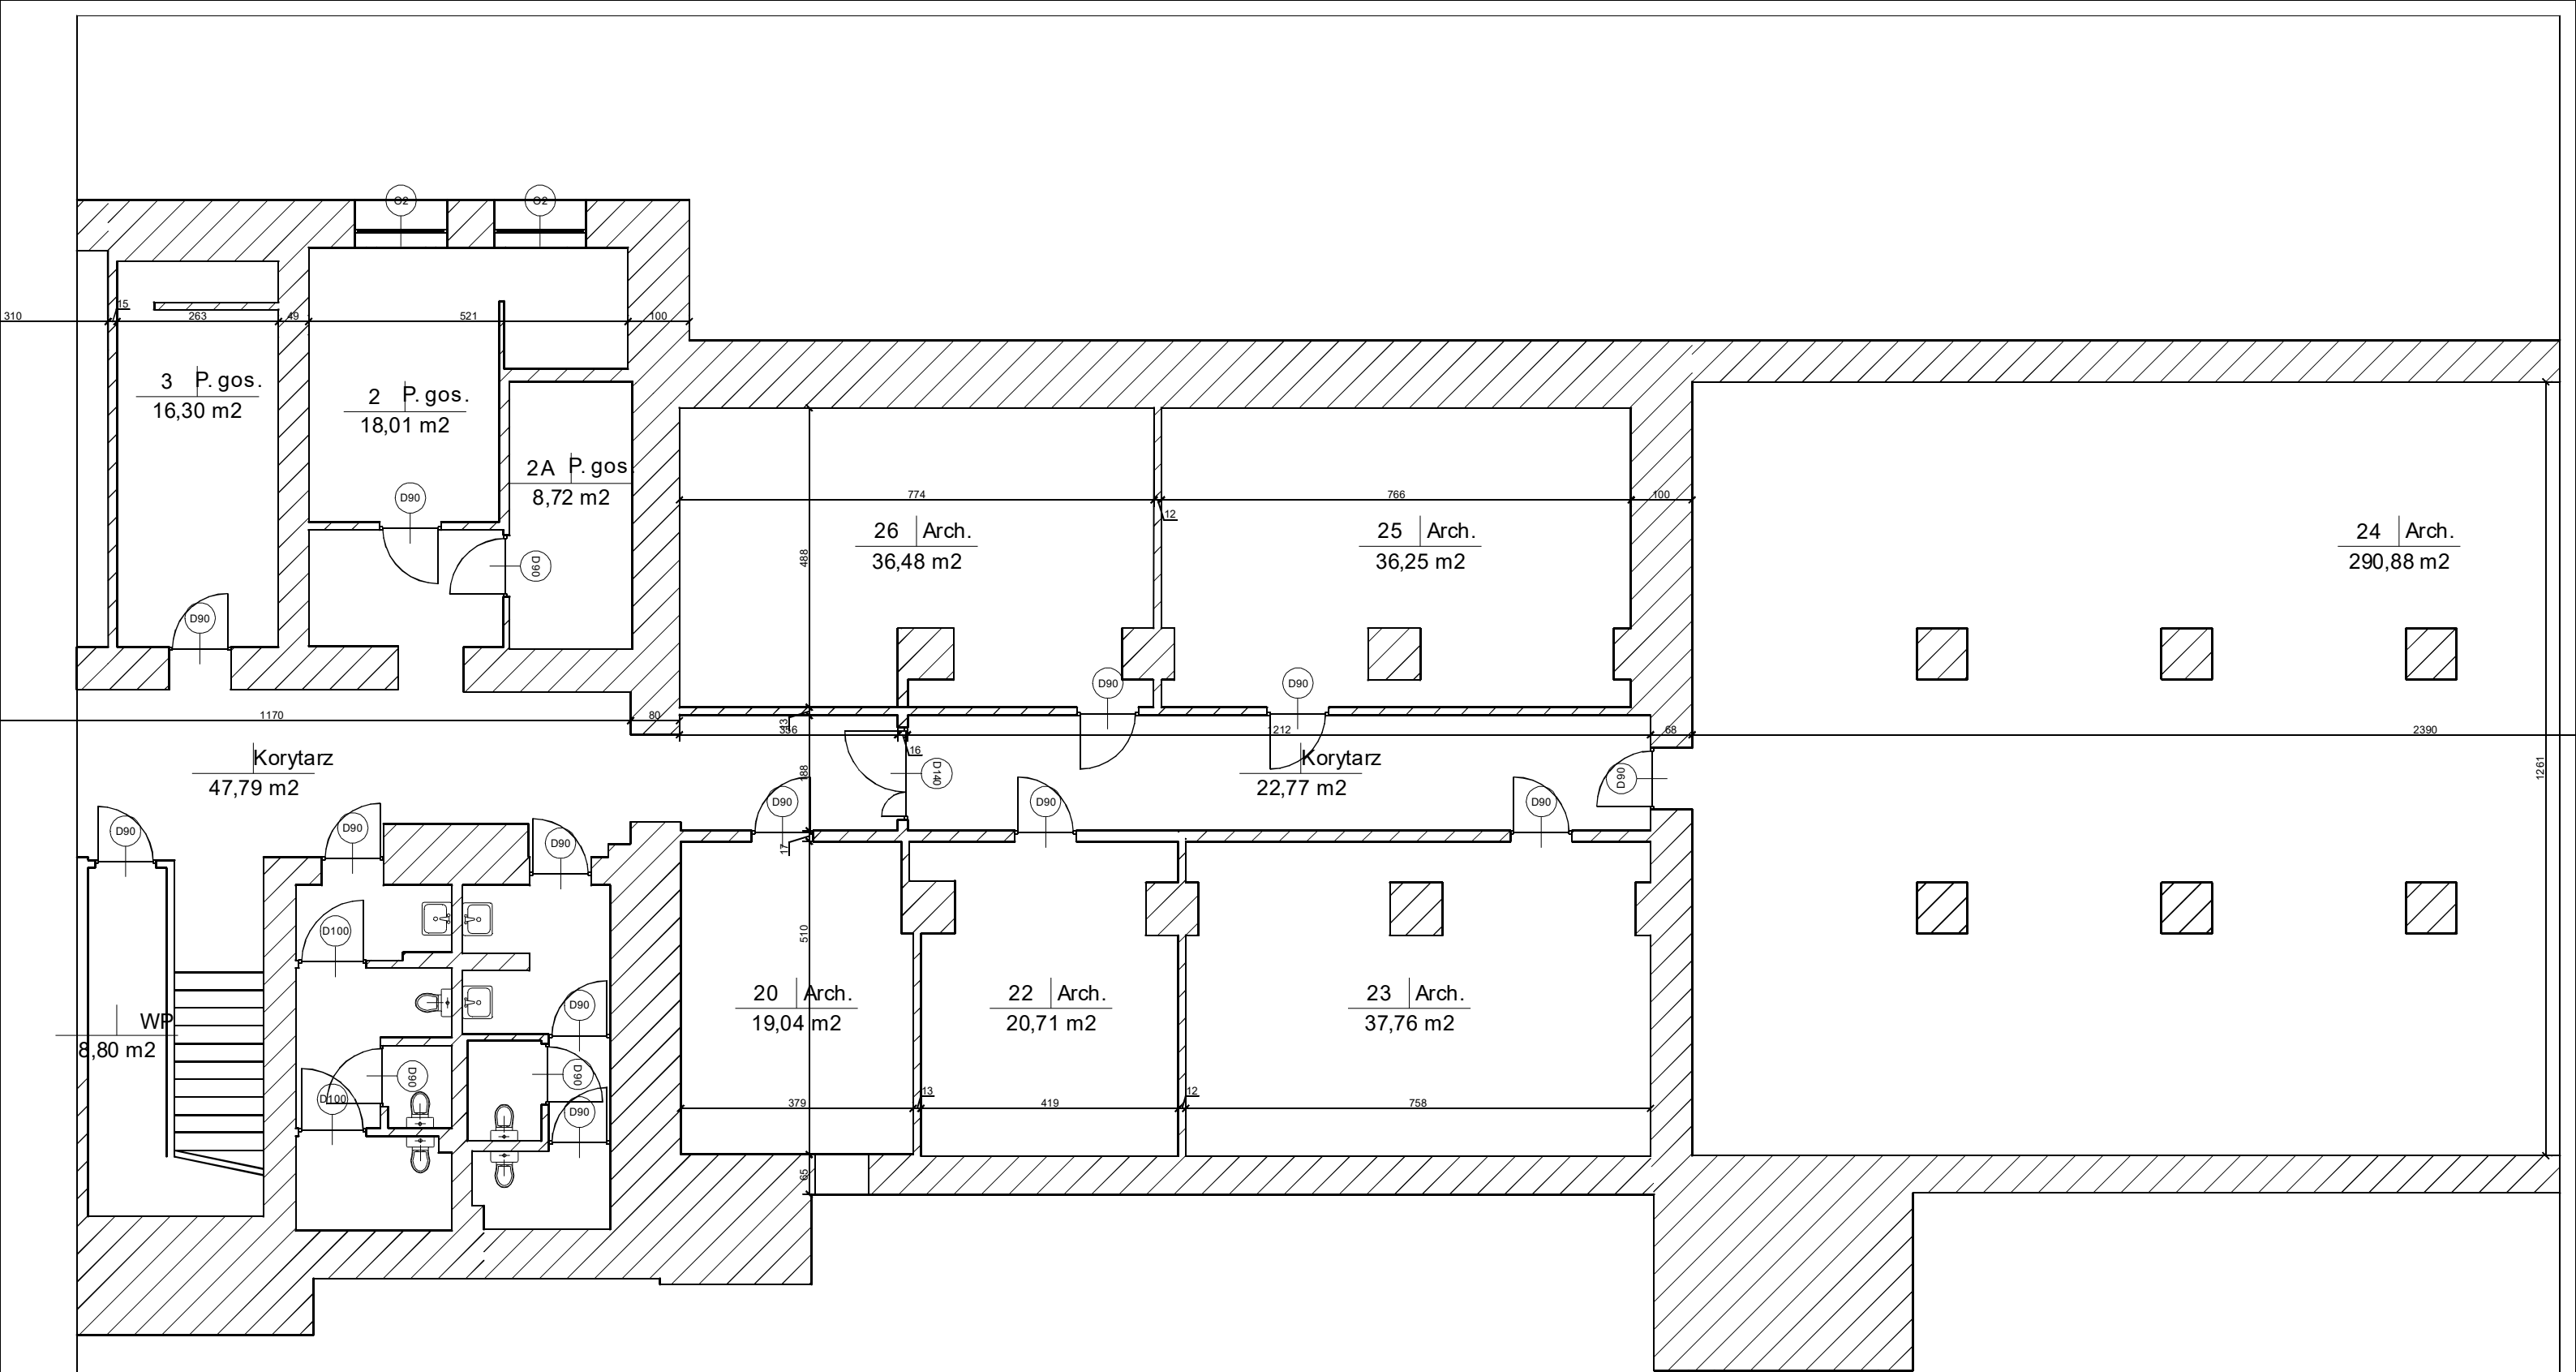 O2
O2
310
15
263
49
521
100
3 P. gos.
16,30 m2
2 P. gos.
18,01 m2
2A P. gos
8,72 m2
D90
D90
D90
774
12
766
100
26 Arch.
36,48 m2
25 Arch.
36,25 m2
24 Arch.
290,88 m2
488
D90
D90
1170
80
13
336
16
1212
68
2390
Korytarz
47,79 m2
188
D140
Korytarz
22,77 m2
D90
1261
D90
D90
D90
D90
D90
D90
17
D100
510
20 Arch.
19,04 m2
22 Arch.
20,71 m2
23 Arch.
37,76 m2
WP
8,80 m2
D90
D90
D90
D100
D90
379
13
419
12
758
65